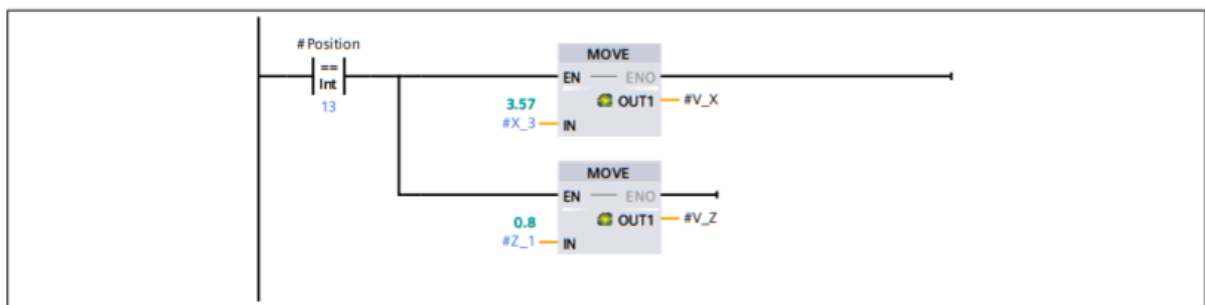 #Position
==
Int
13
MOVE
EN ENO
3.57 OUT1 #V_X
#X_3 IN
MOVE
EN ENO
0.8 OUT1 #V_Z
#Z_1 IN